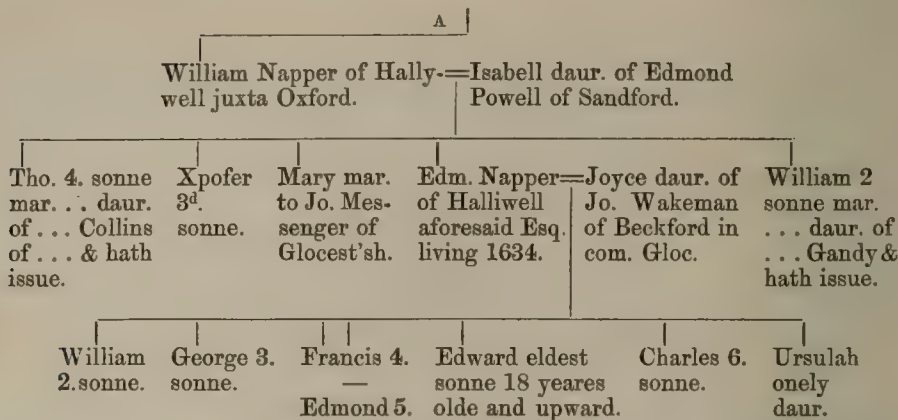 A
William Napper of Hally-=Isabell daur. of Edmond
well juxta Oxford.
Powell of Sandford.
Tho. 4. sonne
mar. . . daur.
of . . . Collins
of . . . & hath
issue.
Xpofer
3d.
sonne.
Mary mar.
to Jo. Mes-
senger of
Glocest'sh.
Edm. Napper=Joyce daur. of
of Halliwell
aforesaid Esq.
living 1634.
Jo. Wakeman
of Beckford in
com. Gloc.
William 2
sonne mar.
. . . daur. of
. . . Gandy &
hath issue.
William
2. sonne.
George 3.
sonne.
Francis 4.
—
Edmond 5.
Edward eldest
sonne 18 yeares
olde and upward.
Charles 6.
sonne.
Ursulah
onely
daur.